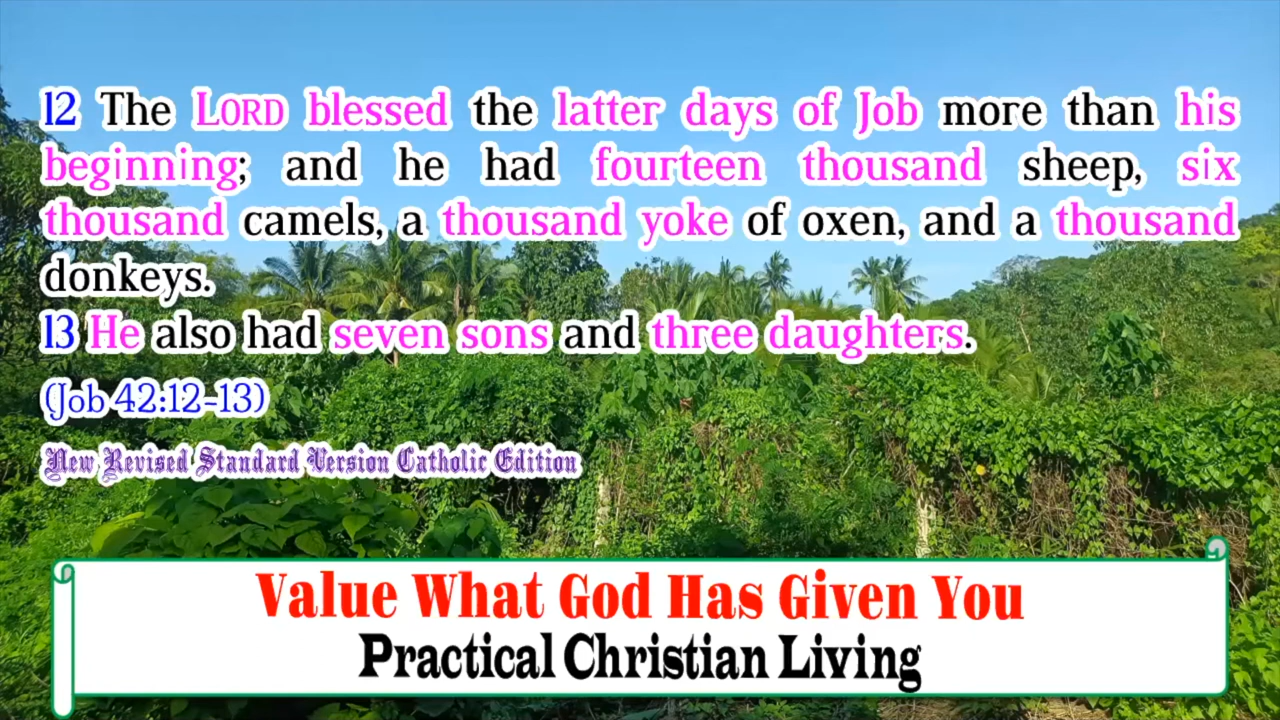 12 The LORD blessed the latter days of Job more than his
beginning; and he had fourteen thousand sheep, six
thousand camels, a thousand yoke of oxen, and a thousand
donkeys.
13 He also had seven sons and three daughters.
(Job 42:12-13)
New Revised Standard Version Catholic Edition
Value What God Has Given You
Practical Christian Living